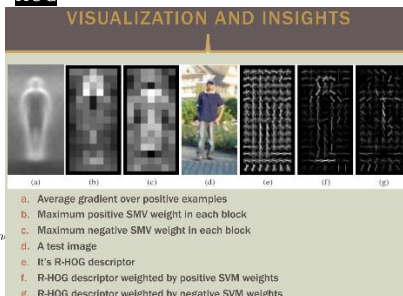 HOG
VISUALIZATION AND INSIGHTS
(a) (b) (c) (d) (e) (f) (g)
a. Average gradient over positive examples
b. Maximum positive SMV weight in each block
c. Maximum negative SMV weight in each block
d. A test image
e. It's R-HOG descriptor
f. R-HOG descriptor weighted by positive SVM weights
g. R-HOG descriptor weighted by negative SVM weights